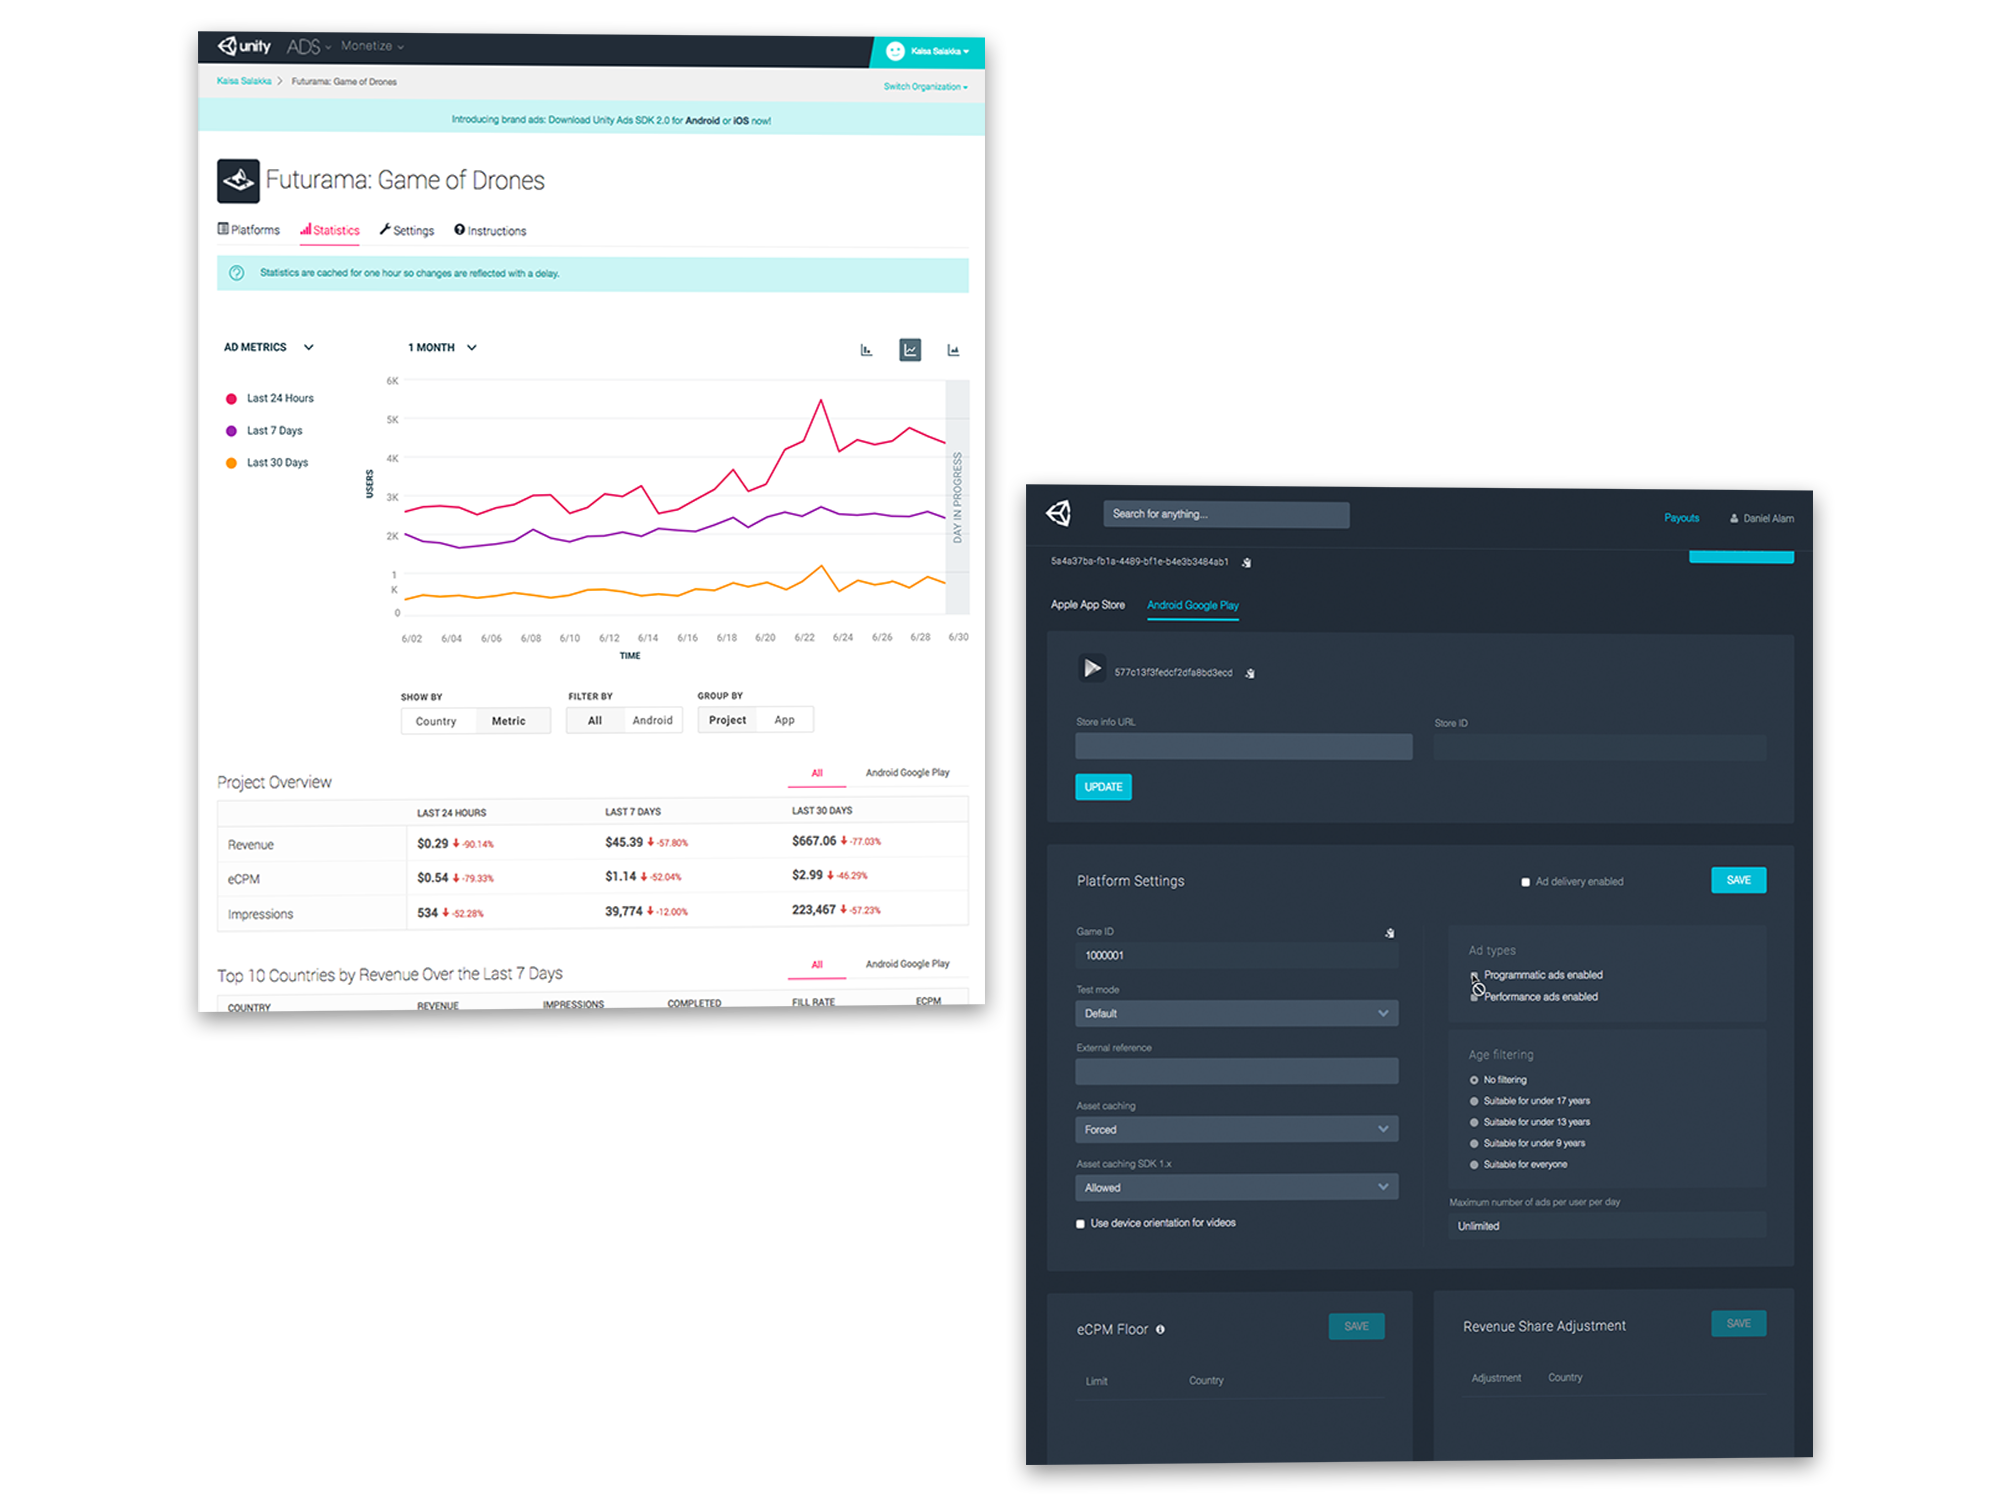 unity ADS Monetize
Kaisa Salakka
Kaisa Salakka > Futurama: Game of Drones
Switch Organization
Introducing brand ads: Download Unity Ads SDK 2.0 for Android or iOS now!
Futurama: Game of Drones
Platforms Statistics Settings Instructions
Statistics are cached for one hour so changes are reflected with a delay.
AD METRICS
1 MONTH
Last 24 Hours
Last 7 Days
Last 30 Days
USERS
6K
5K
4K
3K
2K
1
K
0
DAY IN PROGRESS
6/02 6/04 6/06 6/08 6/10 6/12 6/14 6/16 6/18 6/20 6/22 6/24 6/26 6/28 6/30
TIME
SHOW BY FILTER BY GROUP BY
Country Metric All Android Project App
Project Overview
All Android Google Play
LAST 24 HOURS LAST 7 DAYS LAST 30 DAYS
Revenue $0.29 -90.14% $45.39 -57.80% $667.06 -77.03%
eCPM $0.54 -79.33% $1.14 -52.04% $2.99 -46.29%
Impressions 534 -52.28% 39,774 -12.00% 223,467 -57.23%
Top 10 Countries by Revenue Over the Last 7 Days
All Android Google Play
COUNTRY REVENUE IMPRESSIONS COMPLETED FILL RATE ECPM
Search for anything...
Payouts Daniel Alam
5a4a37ba-fb1a-4489-bf1e-b4e3b3484ab1
Apple App Store Android Google Play
577c13f3fedcf2dfa8bd3ecd
Store info URL Store ID
UPDATE
Platform Settings
Ad delivery enabled
SAVE
Game ID
1000001
Test mode
Default
External reference
Asset caching
Forced
Asset caching SDK 1.x
Allowed
Use device orientation for videos
Ad types
Programmatic ads enabled
Performance ads enabled
Age filtering
No filtering
Suitable for under 17 years
Suitable for under 13 years
Suitable for under 9 years
Suitable for everyone
Maximum number of ads per user per day
Unlimited
eCPM Floor
SAVE
Limit Country
Revenue Share Adjustment
SAVE
Adjustment Country